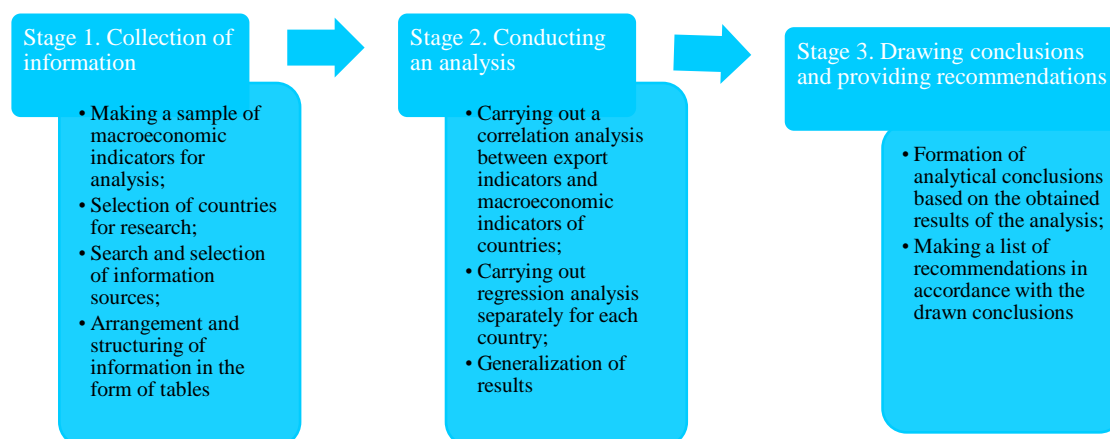 Stage 1. Collection of
information
• Making a sample of
macroeconomic
indicators for
analysis;
• Selection of countries
for research;
• Search and selection
of information
sources;
• Arrangement and
structuring of
information in the
form of tables
Stage 2. Conducting
an analysis
• Carrying out a
correlation analysis
between export
indicators and
macroeconomic
indicators of
countries;
• Carrying out
regression analysis
separately for each
country;
• Generalization of
results
Stage 3. Drawing conclusions
and providing recommendations
• Formation of
analytical conclusions
based on the obtained
results of the analysis;
• Making a list of
recommendations in
accordance with the
drawn conclusions